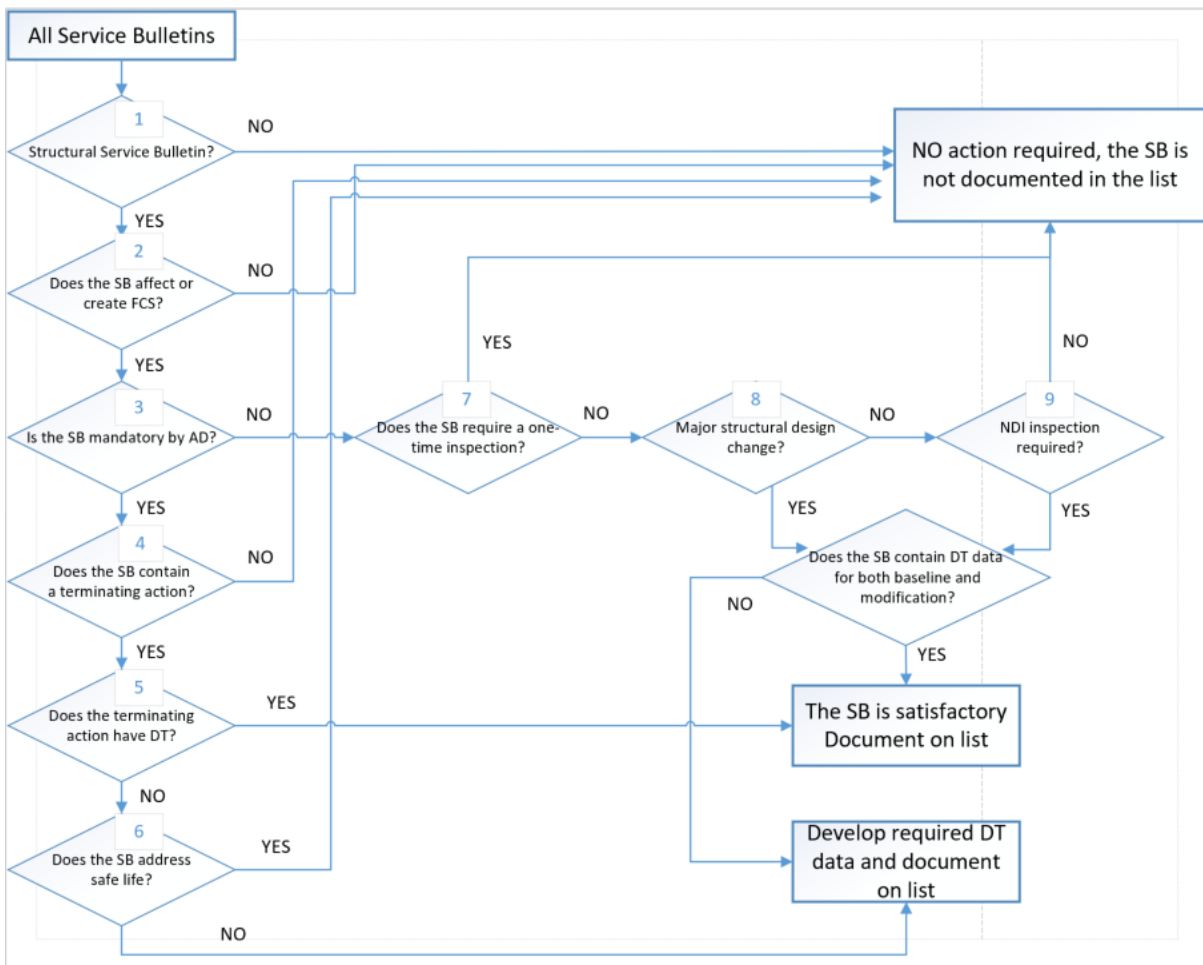 All Service Bulletins
1
Structural Service Bulletin?
NO
YES
NO action required, the SB is
not documented in the list
2
Does the SB affect or
create FCS?
NO
YES
3
Is the SB mandatory by AD?
NO
YES
7
Does the SB require a one-
time inspection?
YES
NO
8
Major structural design
change?
NO
YES
9
NDI inspection
required?
NO
YES
4
Does the SB contain
a terminating action?
NO
YES
Does the SB contain DT data
for both baseline and
modification?
NO
YES
5
Does the terminating
action have DT?
YES
NO
The SB is satisfactory
Document on list
6
Does the SB address
safe life?
YES
NO
Develop required DT
data and document
on list